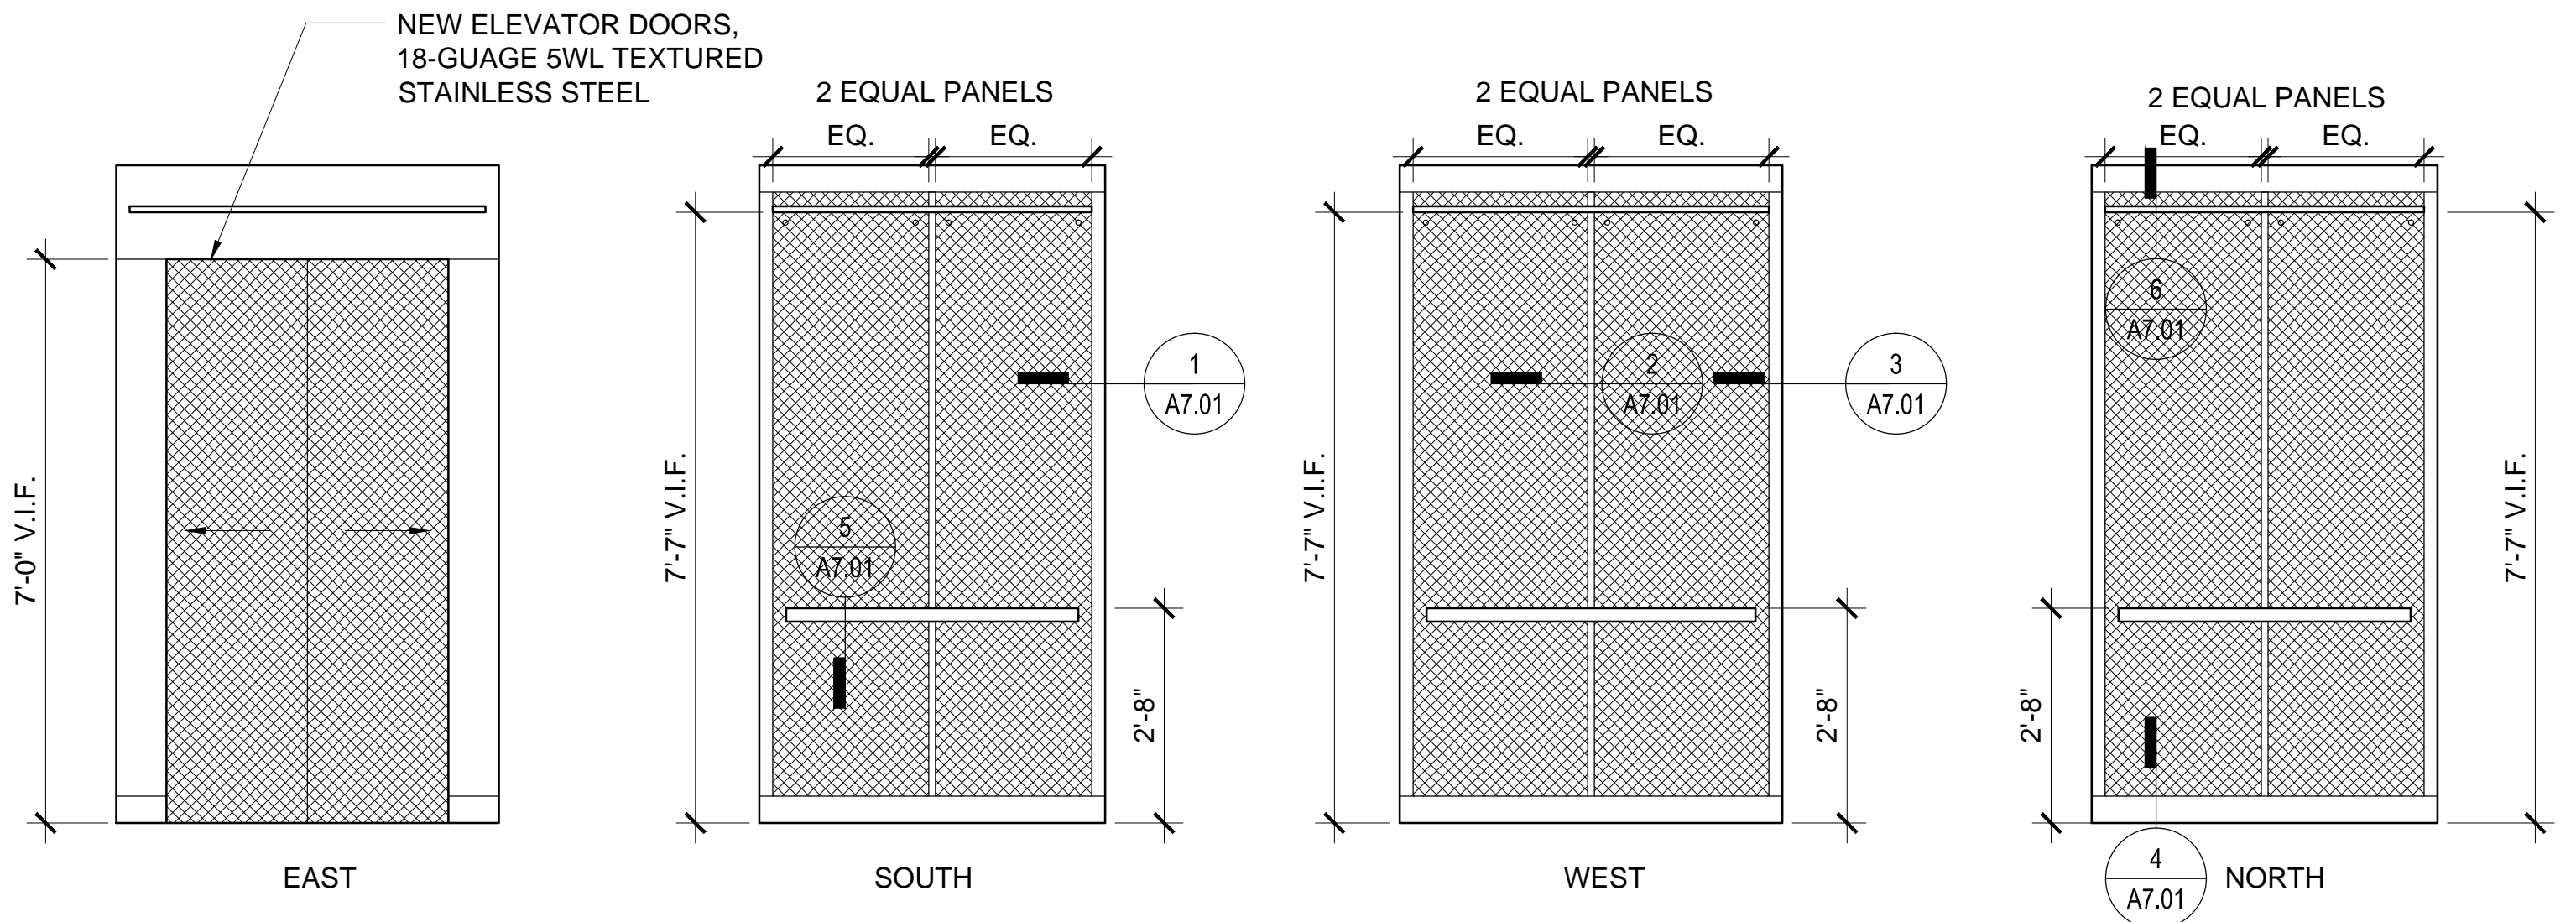 NEW ELEVATOR DOORS,
18-GUAGE 5WL TEXTURED
STAINLESS STEEL
7'-0" V.I.F.
EAST
2 EQUAL PANELS
EQ.
EQ.
7'-7" V.I.F.
1
A7.01
5
A7.01
2'-8"
SOUTH
2 EQUAL PANELS
EQ.
EQ.
7'-7" V.I.F.
2
A7.01
3
A7.01
2'-8"
WEST
2 EQUAL PANELS
EQ.
EQ.
6
A7.01
7'-7" V.I.F.
2'-8"
4
A7.01
NORTH